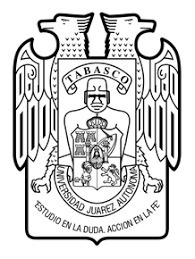 TABASCO
UNIVERSIDAD JUAREZ AUTONOMA
ESTUDIO EN LA DUDA. ACCION EN LA FE